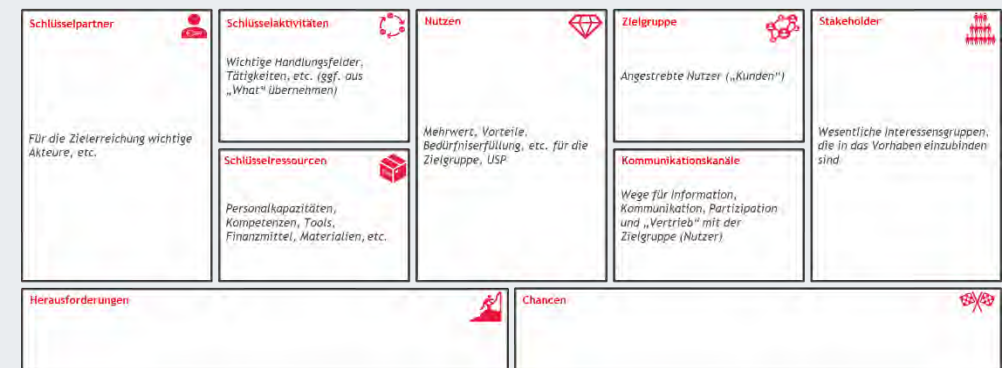 Schlüsselpartner
Für die Zielerreichung wichtige
Akteure, etc.
Schlüsselaktivitäten
Wichtige Handlungsfelder,
Tätigkeiten, etc. (ggf. aus
„What“ übernehmen)
Schlüsselressourcen
Personalkapazitäten,
Kompetenzen, Tools,
Finanzmittel, Materialien, etc.
Nutzen
Mehrwert, Vorteile,
Bedürfniserfüllung, etc. für die
Zielgruppe, USP
Zielgruppe
Angestrebte Nutzer („Kunden“)
Kommunikationskanäle
Wege für Information,
Kommunikation, Partizipation
und „Vertrieb“ mit der
Zielgruppe (Nutzer)
Stakeholder
Wesentliche Interessensgruppen,
die in das Vorhaben einzubinden
sind
Herausforderungen
Chancen